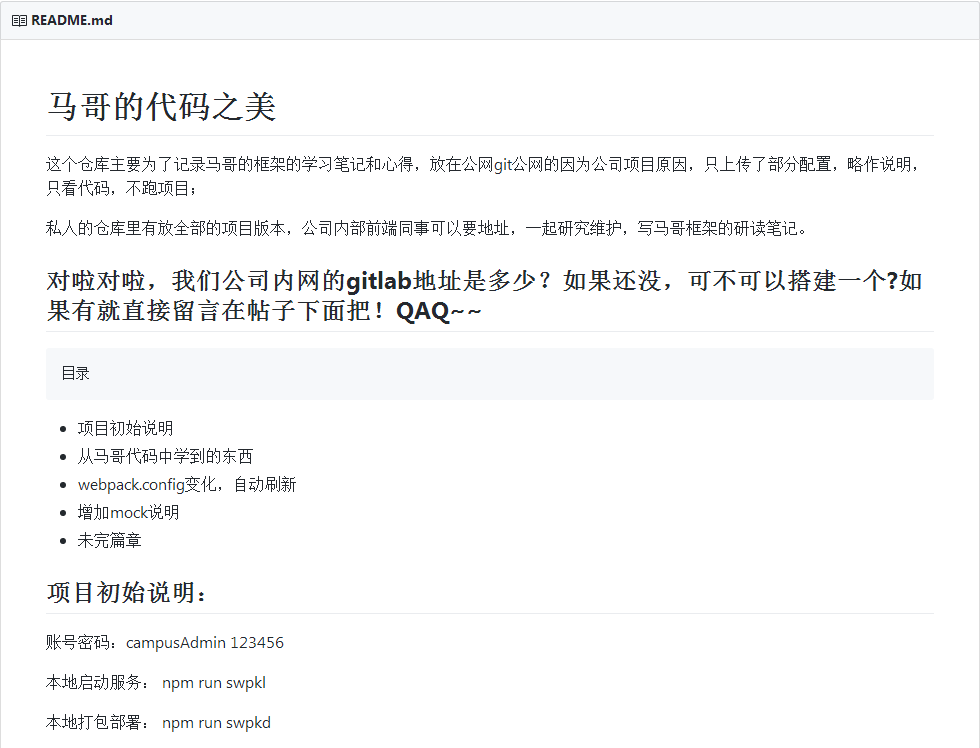 README.md
马哥的代码之美
这个仓库主要为了记录马哥的框架的学习笔记和心得，放在公网git公网的因为公司项目原因，只上传了部分配置，略作说明，
只看代码，不跑项目；
私人的仓库里有放全部的项目版本，公司内部前端同事可以要地址，一起研究维护，写马哥框架的研读笔记。
对啦对啦，我们公司内网的gitlab地址是多少？如果还没，可不可以搭建一个?如
果有就直接留言在帖子下面把！QAQ~~
目录
项目初始说明
从马哥代码中学到的东西
webpack.config变化，自动刷新
增加mock说明
未完篇章
项目初始说明：
账号密码：campusAdmin 123456
本地启动服务： npm run swpkl
本地打包部署： npm run swpkd